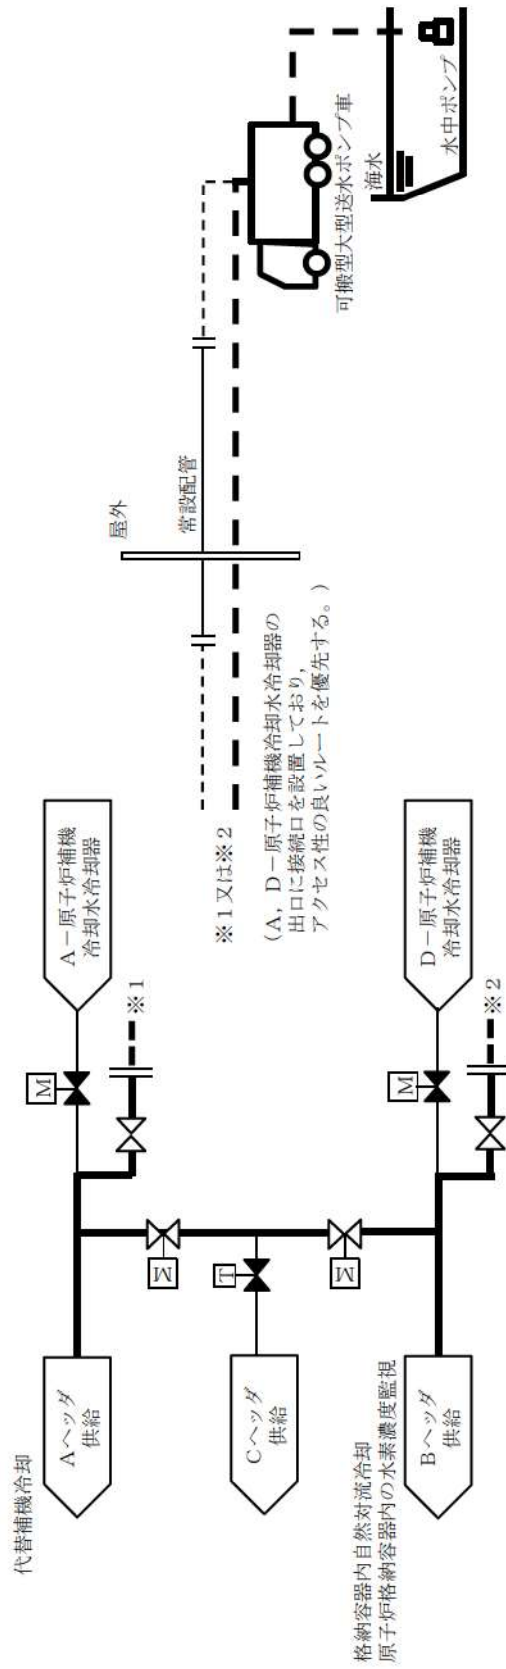 代替補機冷却
Aヘッダ
供給
M
A－原子炉補機
冷却水冷却器
※1
M
T
Cヘッダ
供給
M
格納容器内自然対流冷却
原子炉格納容器内の水素濃度監視
Bヘッダ
供給
M
D－原子炉補機
冷却水冷却器
※2
※1又は※2
(A，D－原子炉補機冷却水冷却器の
出口に接続口を設置しており，
アクセス性の良いルートを優先する。)
屋外
常設配管
可搬型大型送水ポンプ車
海水
水中ポンプ